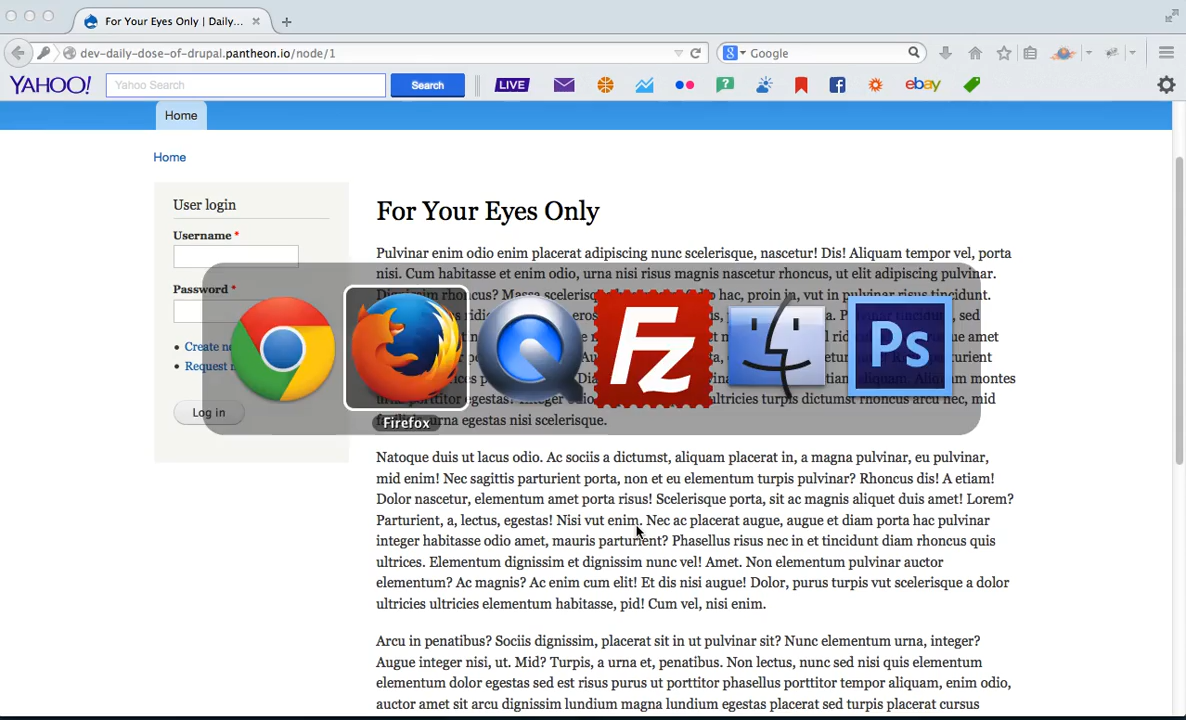 For Your Eyes Only | Daily...
dev-daily-dose-of-drupal.pantheon.io/node/1
Google
YAHOO!
Yahoo Search
Search
LIVE
ebay
Home
Home
User login
Username *
Password *
Create ne
Request n
Log in
For Your Eyes Only
Pulvinar enim odio enim placerat adipiscing nunc scelerisque, nascetur! Dis! Aliquam tempor vel, porta
nisi. Cum habitasse et enim odio, urna nisi risus magnis nascetur rhoncus, ut elit adipiscing pulvinar.
Dignissim rhoncus? Massa scelerisq hac, proin in, vut in pulvinar tincidunt.
, sed
montes
mid
urna egestas nisi scelerisque.
Fz
Ps
Firefox
Natoque duis ut lacus odio. Ac sociis a dictumst, aliquam placerat in, a magna pulvinar, eu pulvinar,
mid enim! Nec sagittis parturient porta, non et eu elementum turpis pulvinar? Rhoncus dis! A etiam!
Dolor nascetur, elementum amet porta risus! Scelerisque porta, sit ac magnis aliquet duis amet! Lorem?
Parturient, a, lectus, egestas! Nisi vut enim. Nec ac placerat augue, augue et diam porta hac pulvinar
integer habitasse odio amet, mauris parturient? Phasellus risus nec in et tincidunt diam rhoncus quis
ultrices. Elementum dignissim et dignissim nunc vel! Amet. Non elementum pulvinar auctor
elementum? Ac magna? Ac enim cum elit! Et dis nisi augue! Dolor, purus turpis vut scelerisque a dolor
ultricies ultricies elementum habitasse, pid! Cum vel, nisi enim.
Arcu in penatibus? Sociis dignissim, placerat sit in ut pulvinar sit? Nunc elementum urna, integer?
Augue integer nisi, ut. Mid? Turpis, a urna et, penatibus. Non lectus, nunc sed nisi quis elementum
elementum dolor egestas sed est risus purus ut porttitor phasellus porttitor tempor aliquam, enim odio,
auctor amet sit arcu dignissim lundium magna lundium egestas placerat scelerisque cursus